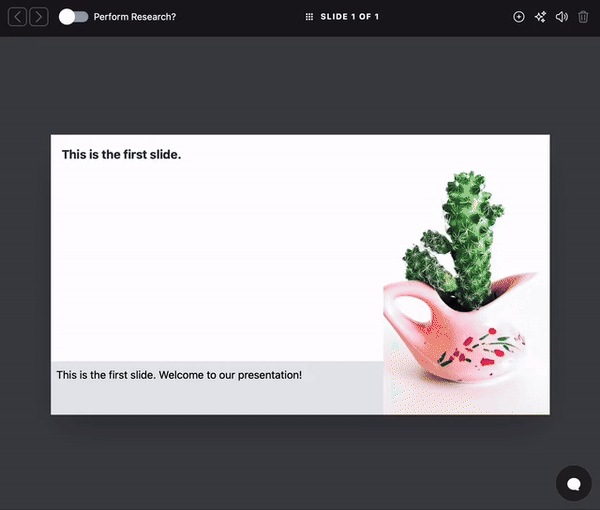 Perform Research?
SLIDE 1 OF 1
This is the first slide.
This is the first slide. Welcome to our presentation!